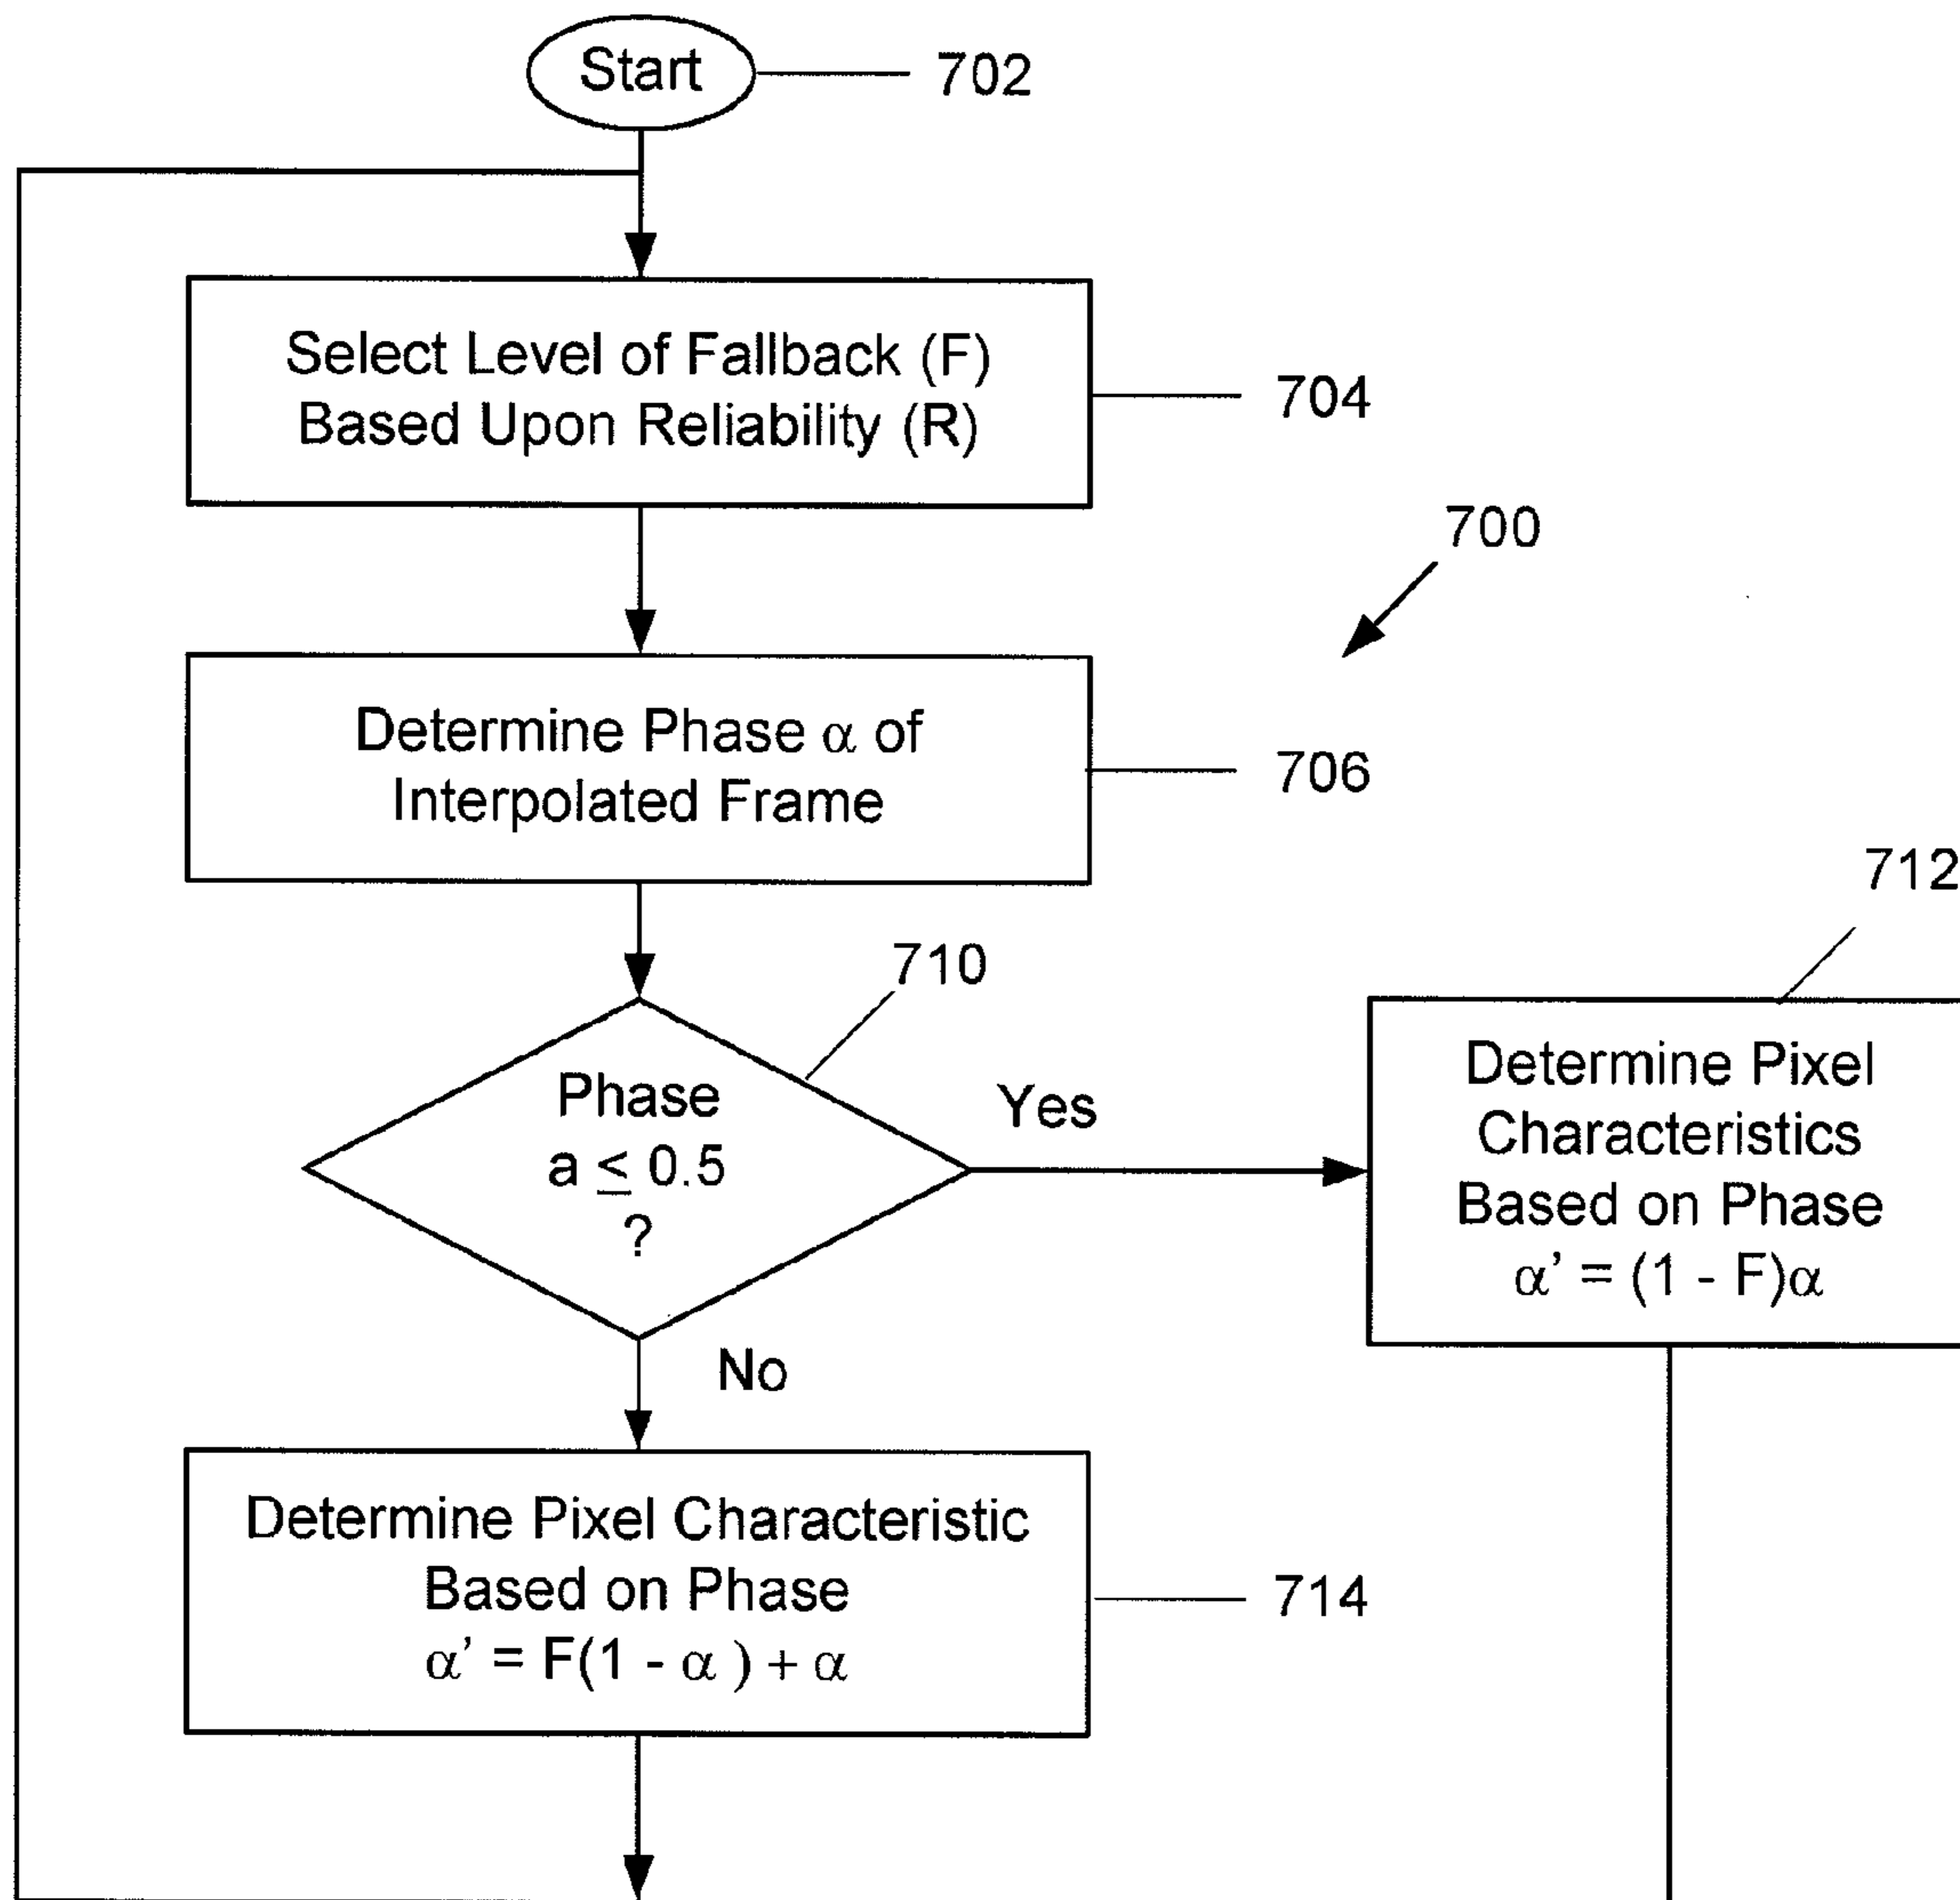 Start
702
Select Level of Fallback (F)
Based Upon Reliability (R)
704
700
Determine Phase α of
Interpolated Frame
706
712
710
Phase
a ≤ 0.5
?
Yes
Determine Pixel
Characteristics
Based on Phase
α’ = (1 - F)α
No
Determine Pixel Characteristic
Based on Phase
α’ = F(1 - α ) + α
714